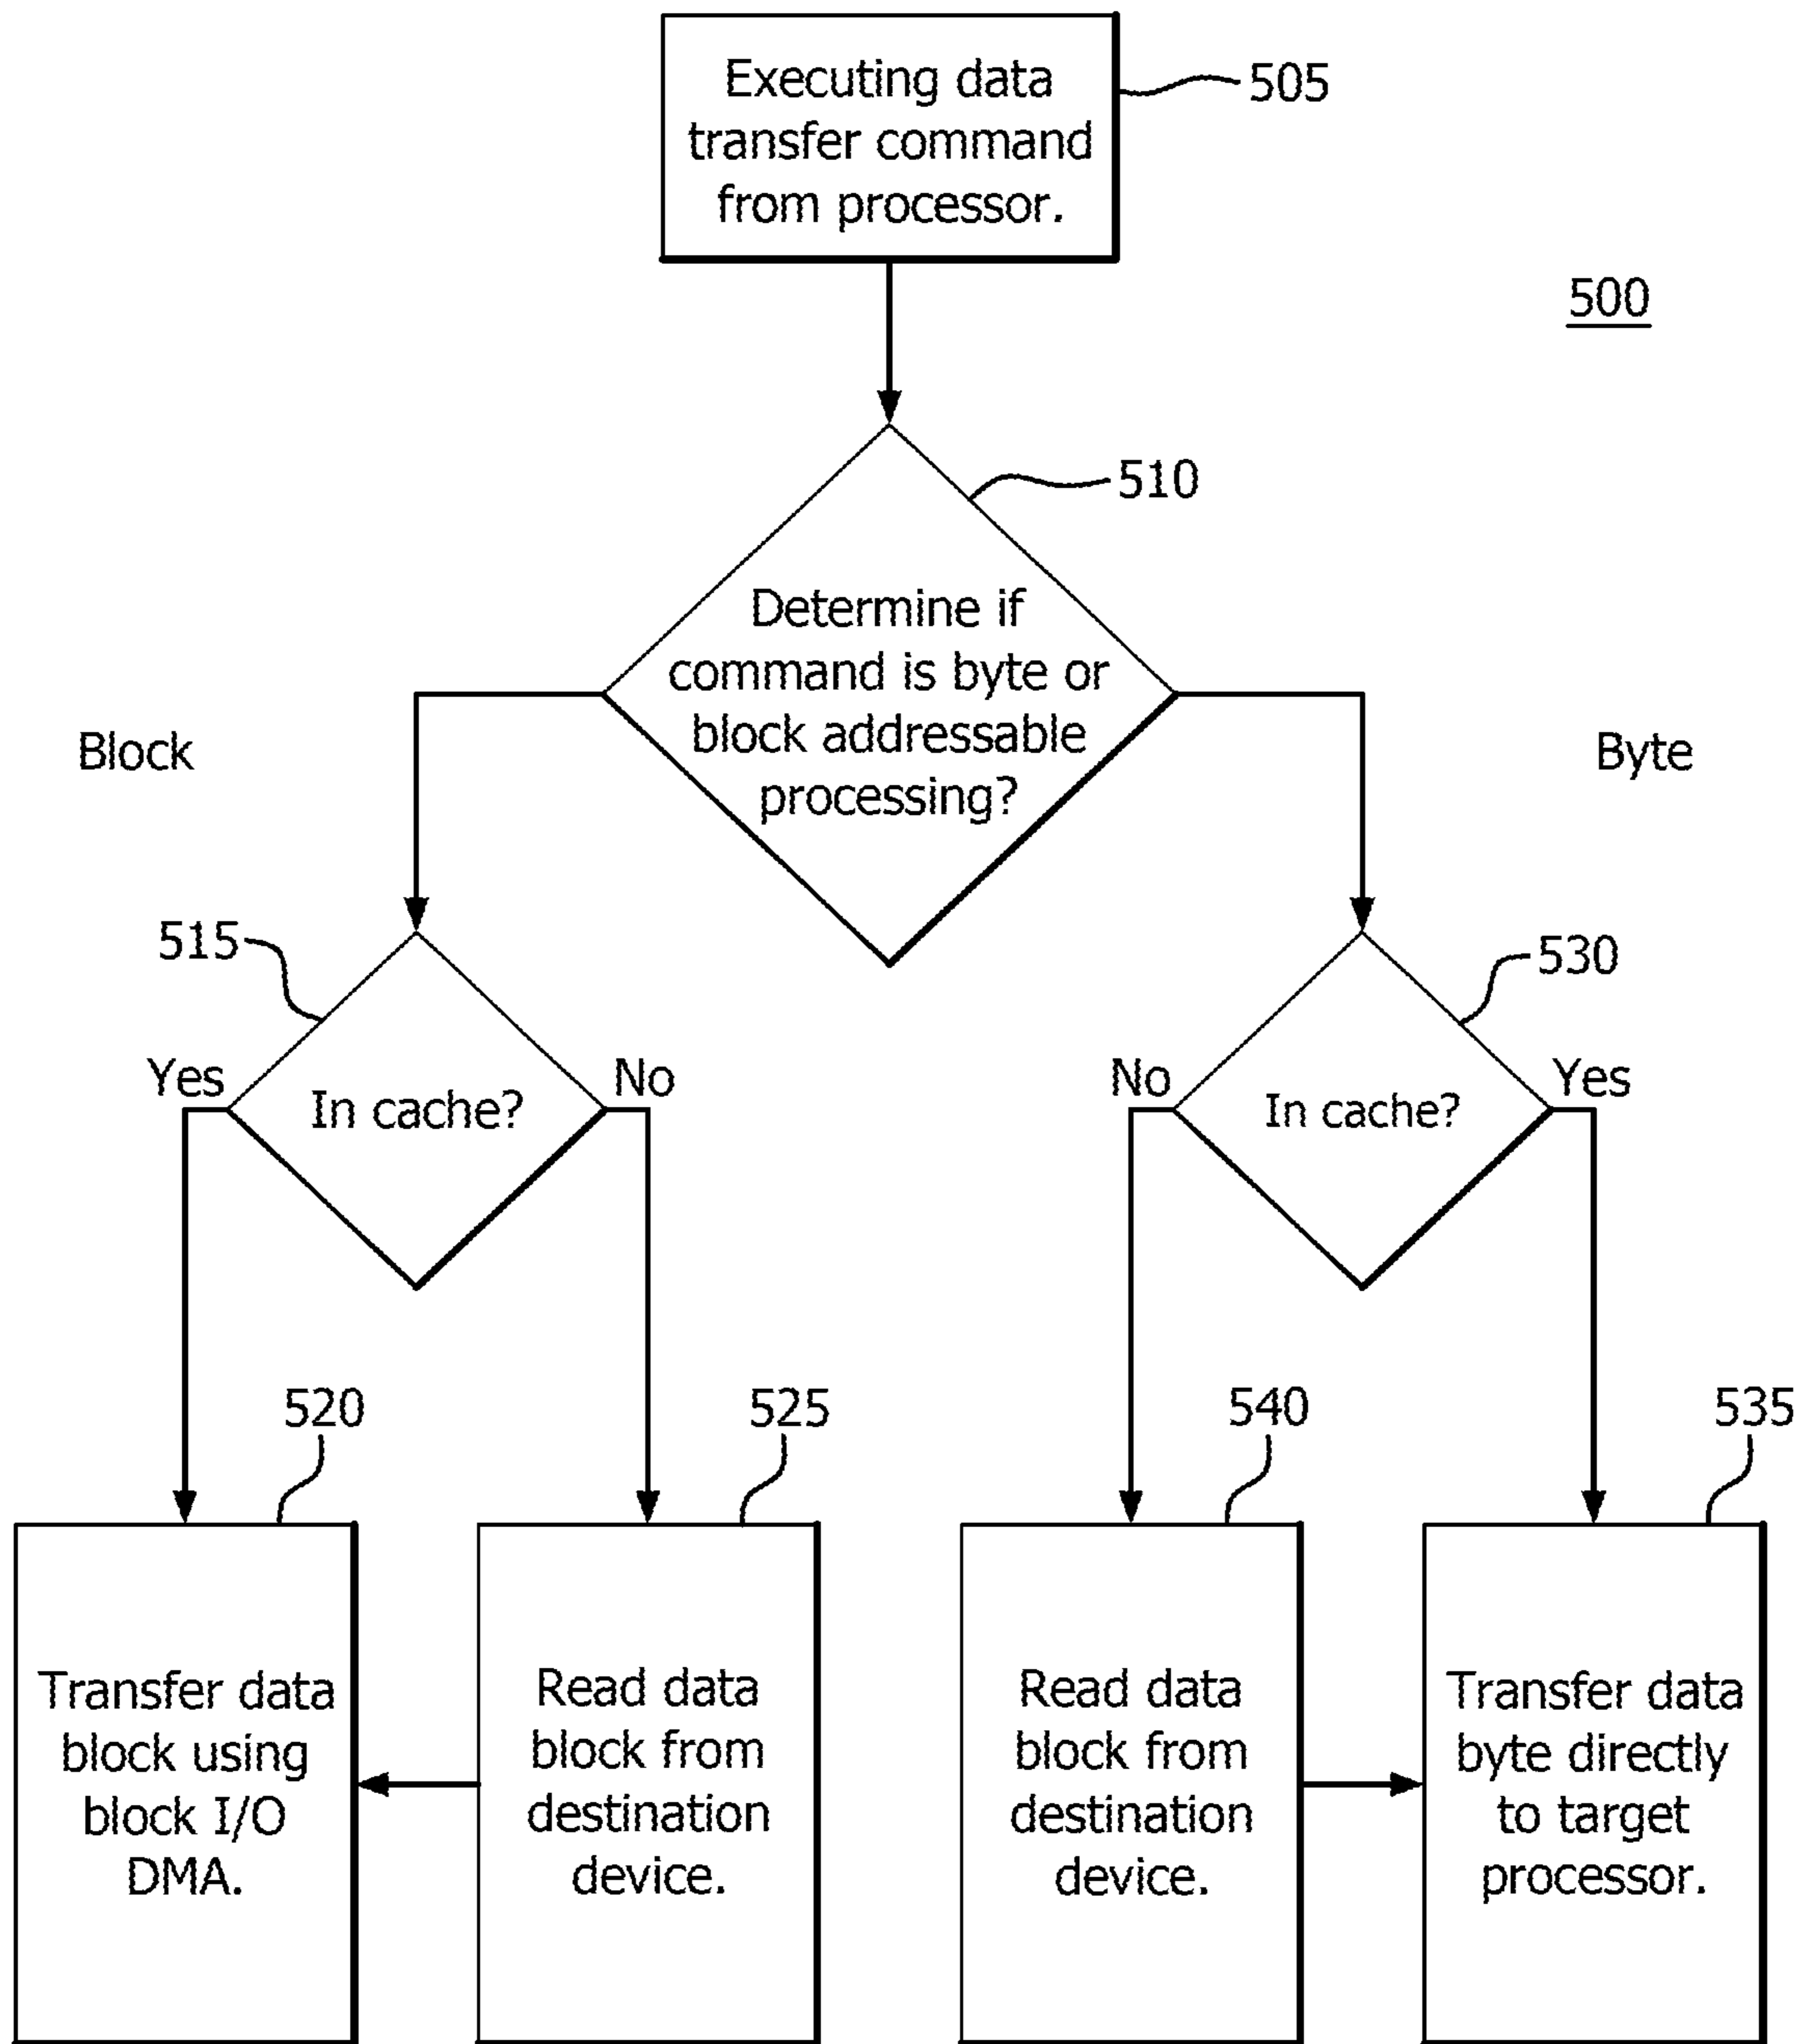 Executing data
transfer command
from processor.
505
500
510
Determine if
command is byte or
block addressable
processing?
Block
Byte
515
530
Yes
In cache?
No
No
In cache?
Yes
520
525
540
535
Transfer data
block using
block I/O
DMA.
Read data
block from
destination
device.
Read data
block from
destination
device.
Transfer data
byte directly
to target
processor.